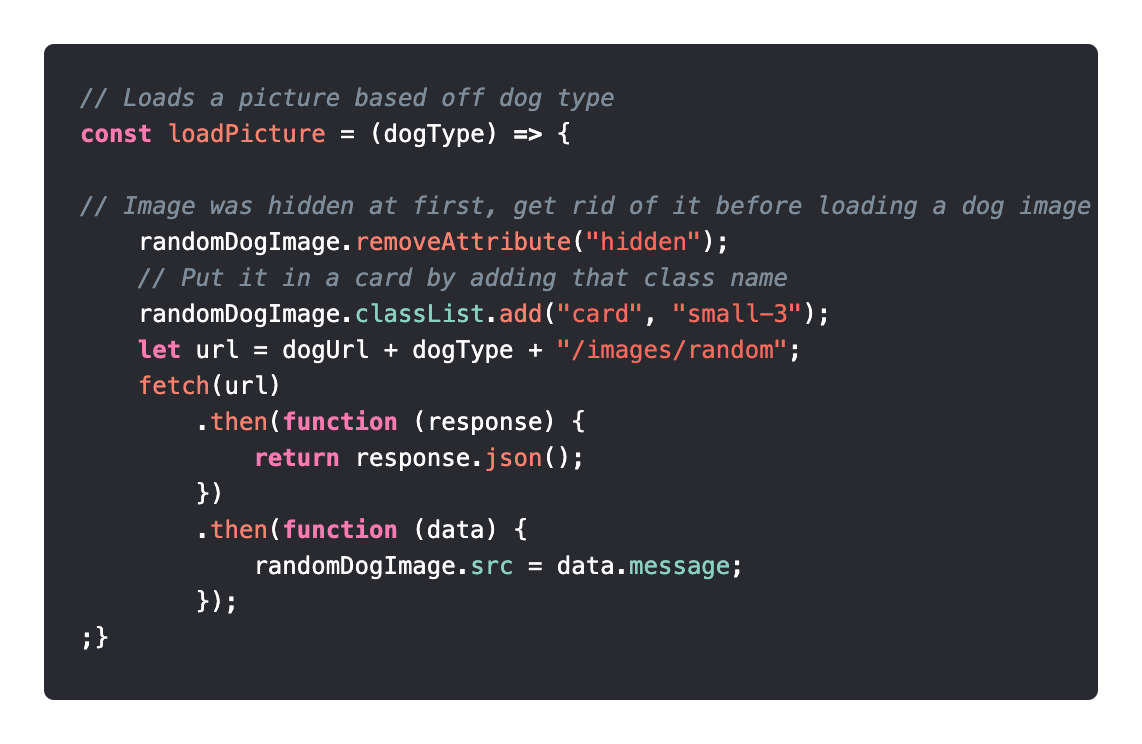 // Loads a picture based off dog type
const loadPicture = (dogType) => {
// Image was hidden at first, get rid of it before loading a dog image
    randomDogImage.removeAttribute("hidden");
    // Put it in a card by adding that class name
    randomDogImage.classList.add("card", "small-3");
    let url = dogUrl + dogType + "/images/random";
    fetch(url)
        .then(function (response) {
            return response.json();
        })
        .then(function (data) {
            randomDogImage.src = data.message;
        });
;}